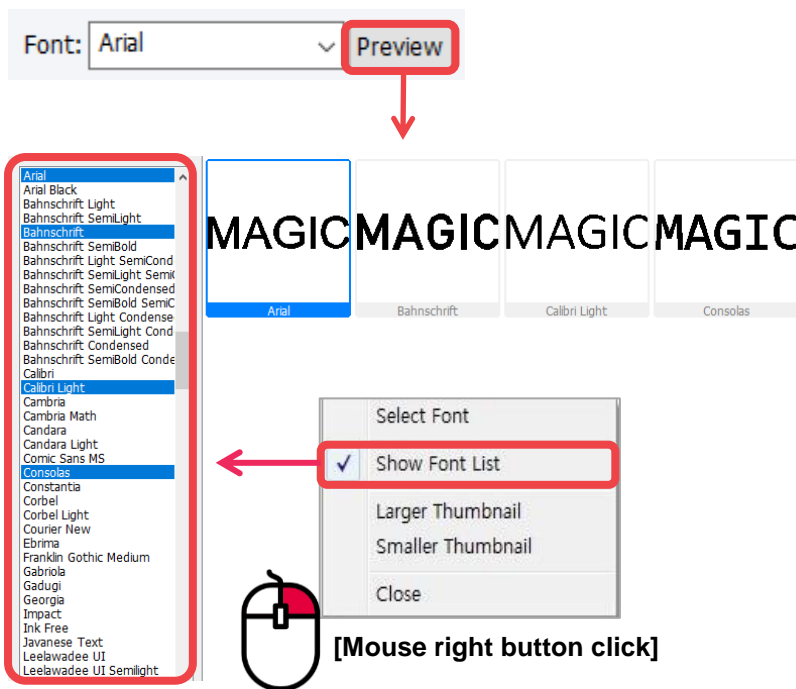 Font: Arial Preview
Arial
Arial Black
Bahnschrift Light
Bahnschrift SemiLight
Bahnschrift
Bahnschrift SemiBold
Bahnschrift Light SemiCond
Bahnschrift SemiLight Semi
Bahnschrift SemiCondensed
Bahnschrift SemiBold SemiC
Bahnschrift Light Condense
Bahnschrift SemiLight Cond
Bahnschrift Condensed
Bahnschrift SemiBold Conde
Calibri
Calibri Light
Cambria
Cambria Math
Candara
Candara Light
Comic Sans MS
Consolas
Constantia
Corbel
Corbel Light
Courier New
Ebrima
Franklin Gothic Medium
Gabriola
Gadugi
Georgia
Impact
Ink Free
Javanese Text
Leelawadee UI
Leelawadee UI Semilight
MAGIC MAGIC MAGIC MAGIC
Arial Bahnschrift Calibri Light Consolas
Select Font
Show Font List
Larger Thumbnail
Smaller Thumbnail
Close
[Mouse right button click]